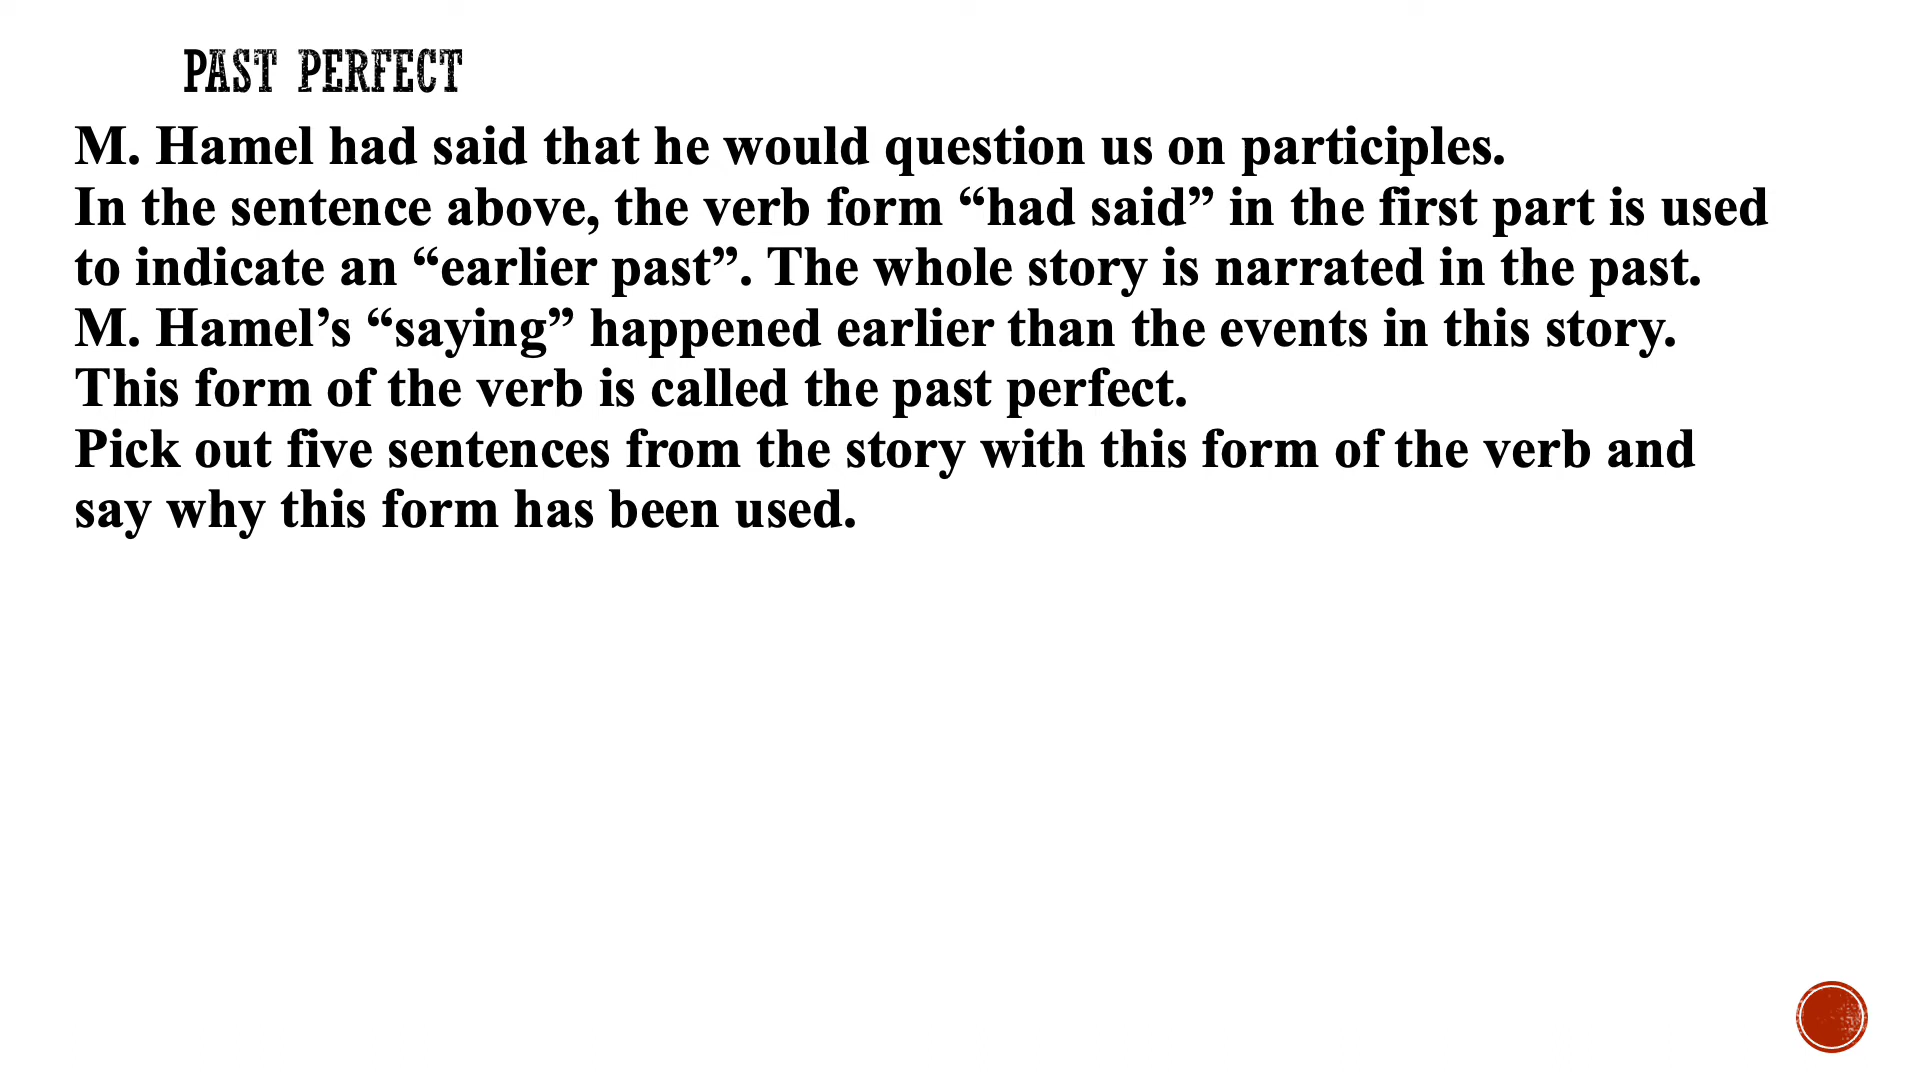 PAST PERFECT
M. Hamel had said that he would question us on participles.
In the sentence above, the verb form “had said” in the first part is used
to indicate an “earlier past”. The whole story is narrated in the past.
M. Hamel’s “saying” happened earlier than the events in this story.
This form of the verb is called the past perfect.
Pick out five sentences from the story with this form of the verb and
say why this form has been used.